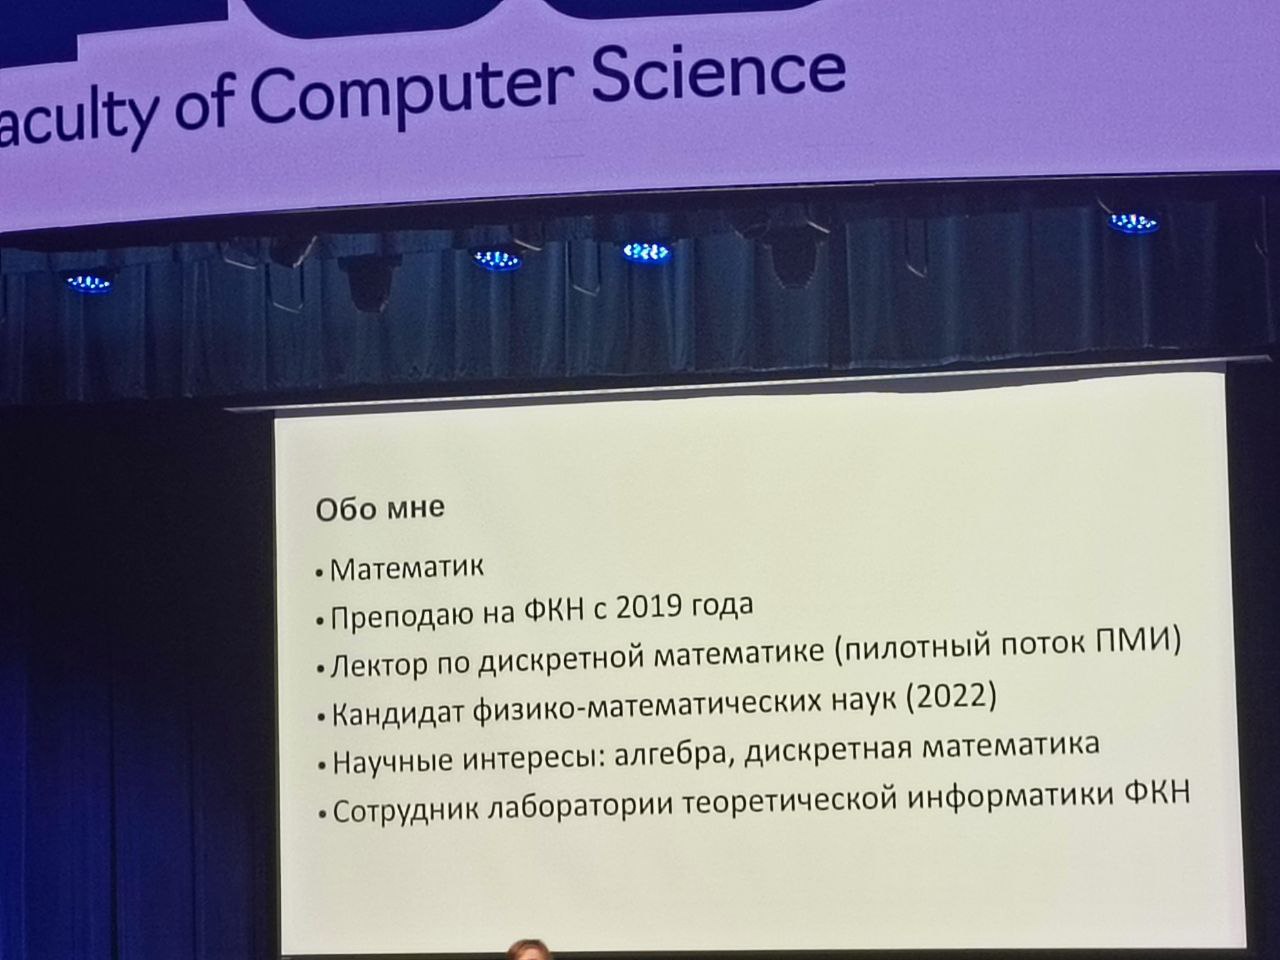 aculty of Computer Science
Обо мне
• Математик
• Преподаю на ФКН с 2019 года
• Лектор по дискретной математике (пилотный поток ПМИ)
• Кандидат физико-математических наук (2022)
• Научные интересы: алгебра, дискретная математика
• Сотрудник лаборатории теоретической информатики ФКН